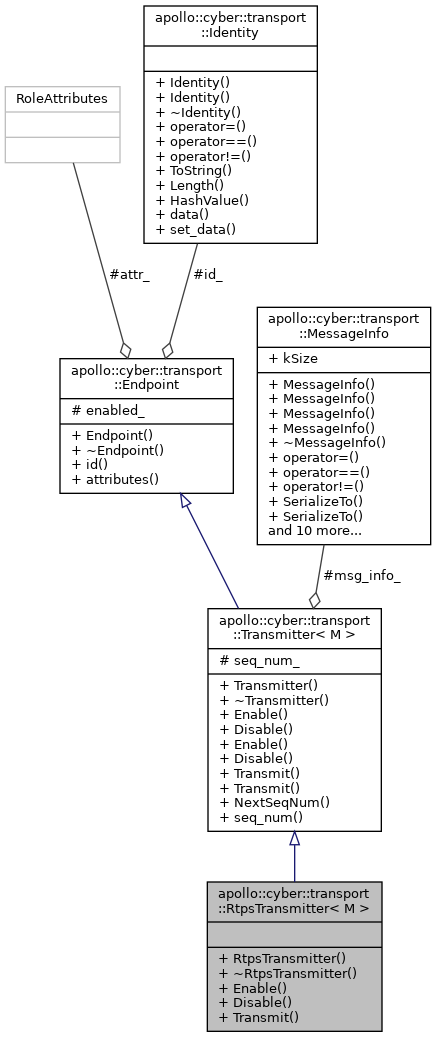 apollo::cyber::transport
::Identity
+ Identity()
+ Identity()
+ ~Identity()
+ operator=()
+ operator==()
+ operator!=()
+ ToString()
+ Length()
+ HashValue()
+ data()
+ set_data()
RoleAttributes
#attr_
#id_
apollo::cyber::transport
::Endpoint
# enabled_
+ Endpoint()
+ ~Endpoint()
+ id()
+ attributes()
apollo::cyber::transport
::MessageInfo
+ kSize
+ MessageInfo()
+ MessageInfo()
+ MessageInfo()
+ MessageInfo()
+ ~MessageInfo()
+ operator=()
+ operator==()
+ operator!=()
+ SerializeTo()
+ SerializeTo()
and 10 more...
#msg_info_
apollo::cyber::transport
::Transmitter< M >
# seq_num_
+ Transmitter()
+ ~Transmitter()
+ Enable()
+ Disable()
+ Enable()
+ Disable()
+ Transmit()
+ Transmit()
+ NextSeqNum()
+ seq_num()
apollo::cyber::transport
::RtpsTransmitter< M >
+ RtpsTransmitter()
+ ~RtpsTransmitter()
+ Enable()
+ Disable()
+ Transmit()